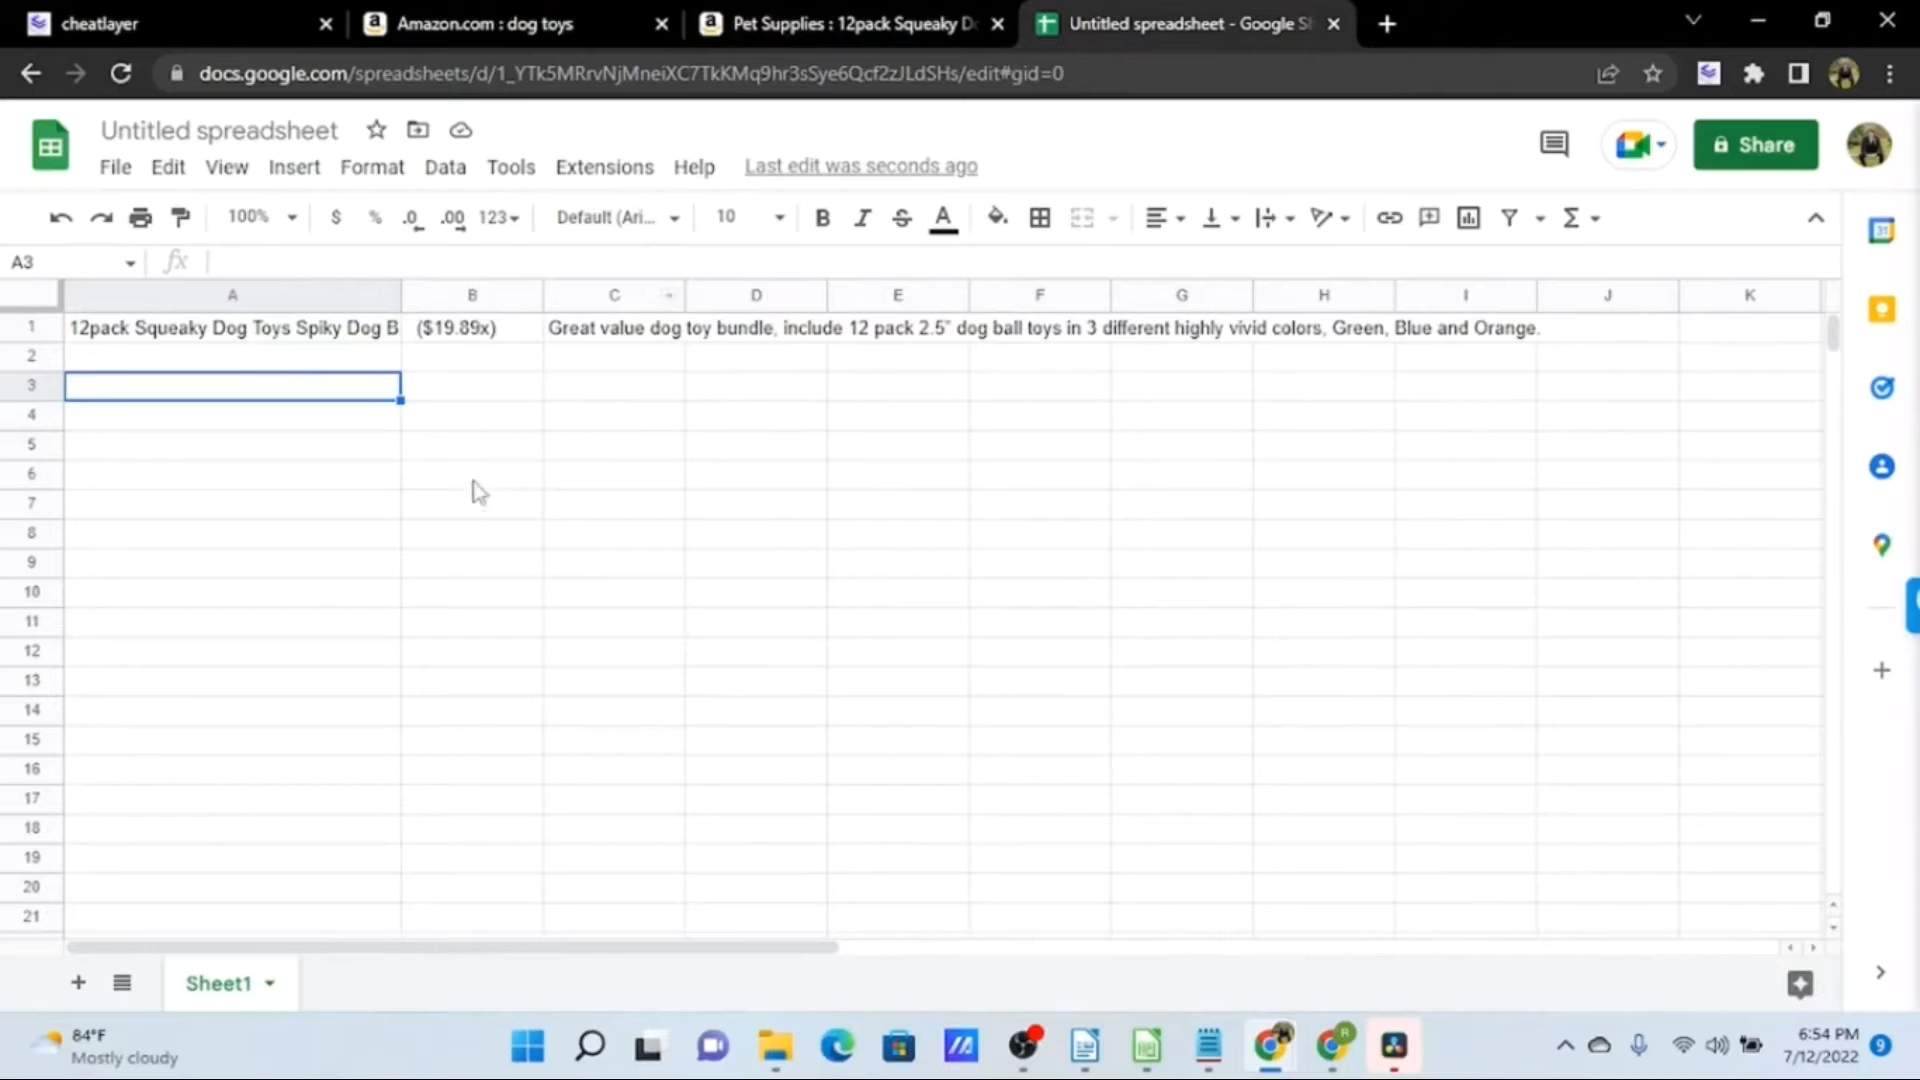 cheatlayer
Amazon.com : dog toys
Pet Supplies : 12pack Squeaky D
Untitled spreadsheet - Google S
docs.google.com/spreadsheets/d/1_YTk5MRrvNjMneiXC7TkKMq9hr3sSye6Qcf2zJLdSHs/edit#gid=0
Untitled spreadsheet
Share
File Edit View Insert Format Data Tools Extensions Help Last edit was seconds ago
100% $ % .0 .00 123 Default (Ari... 10 B I S A
31
A3 fx
A B C D E F G H I J K
1 12pack Squeaky Dog Toys Spiky Dog B ($19.89x) Great value dog toy bundle, include 12 pack 2.5" dog ball toys in 3 different highly vivid colors, Green, Blue and Orange.
2
3
4
5
6
7
8
9
10
11
12
13
14
15
16
17
18
19
20
21
Sheet1
84°F
Mostly cloudy
6:54 PM
7/12/2022
9